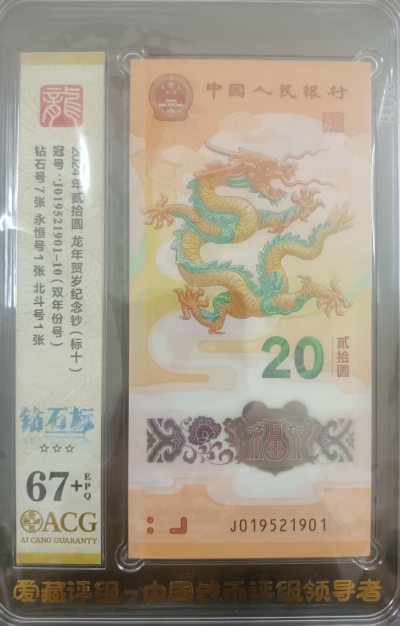 龍
2024年贰拾圆 龙年贺岁纪念钞（标十）
冠号：J019521901-10（双年份号）
钻石号7张 永恒号1张 北斗号1张
钻石标
☆☆☆
67+ EPQ
ACG
AI CANG GUARANTY
中国人民银行
20 贰拾圆
福
J019521901
爱藏评级-中国钱币评级领导者